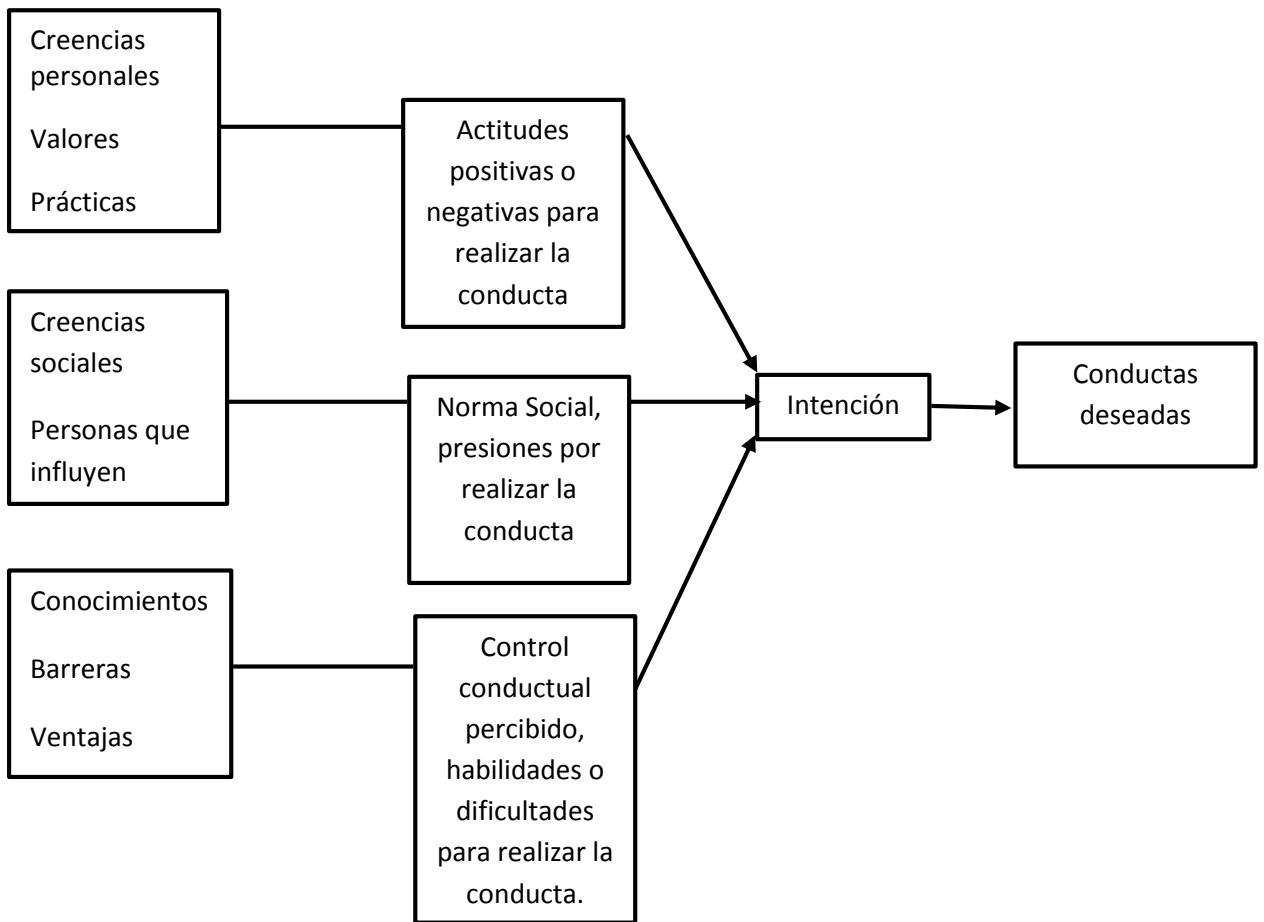 Creencias
personales
Valores
Prácticas
Actitudes
positivas o
negativas para
realizar la
conducta
Creencias
sociales
Personas que
influyen
Norma Social,
presiones por
realizar la
conducta
Intención
Conductas
deseadas
Conocimientos
Barreras
Ventajas
Control
conductual
percibido,
habilidades o
dificultades
para realizar la
conducta.